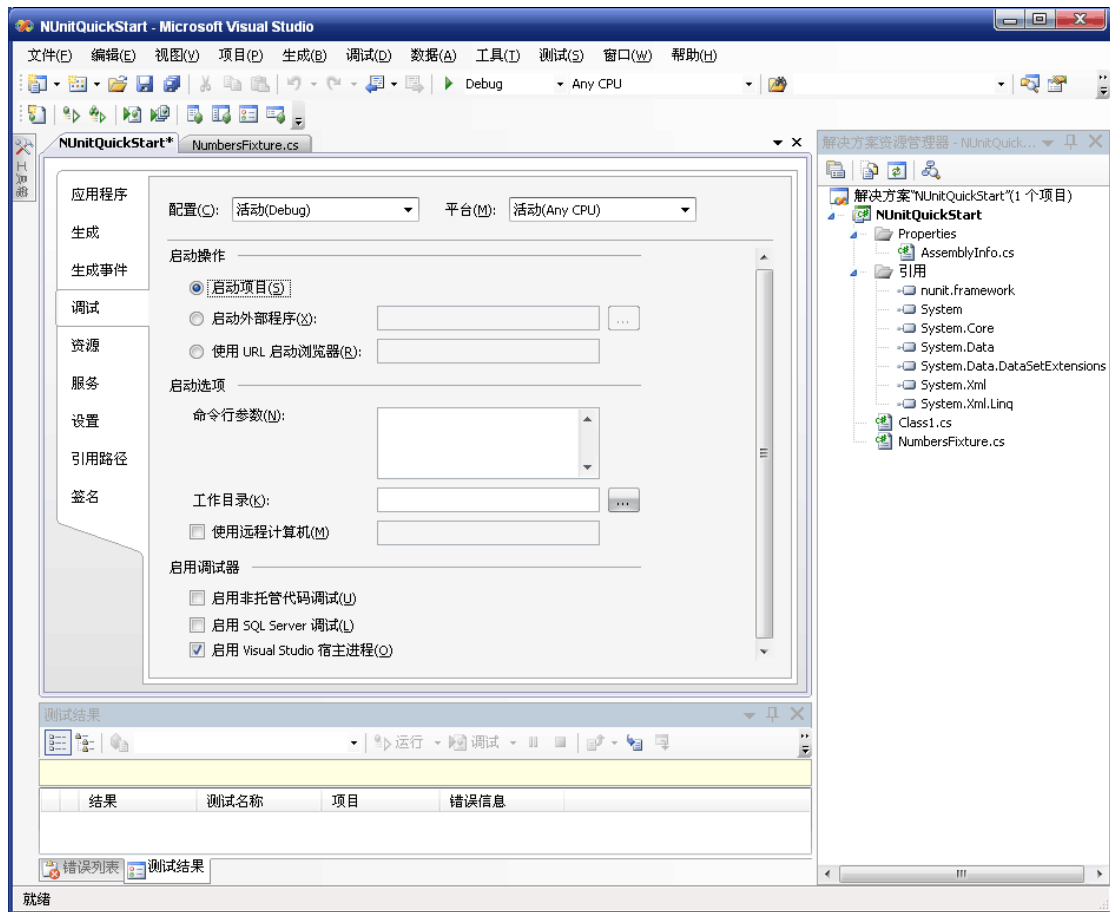 NUnitQuickStart - Microsoft Visual Studio
文件(F) 编辑(E) 视图(V) 项目(P) 生成(B) 调试(D) 数据(A) 工具(T) 测试(S) 窗口(W) 帮助(H)
Debug Any CPU
工具箱
NUnitQuickStart* NumbersFixture.cs
应用程序
生成
生成事件
调试
资源
服务
设置
引用路径
签名
配置(C): 活动(Debug) 平台(M): 活动(Any CPU)
启动操作
启动项目(S)
启动外部程序(X): ...
使用 URL 启动浏览器(R):
启动选项
命令行参数(N):
工作目录(K): ...
使用远程计算机(M)
启用调试器
启用非托管代码调试(U)
启用 SQL Server 调试(L)
启用 Visual Studio 宿主进程(O)
解决方案资源管理器 - NUnitQuick...
解决方案"NUnitQuickStart"(1 个项目)
NUnitQuickStart
Properties
AssemblyInfo.cs
引用
nunit.framework
System
System.Core
System.Data
System.Data.DataSetExtensions
System.Xml
System.Xml.Linq
Class1.cs
NumbersFixture.cs
测试结果
运行 调试
结果 测试名称 项目 错误信息
错误列表 测试结果
就绪